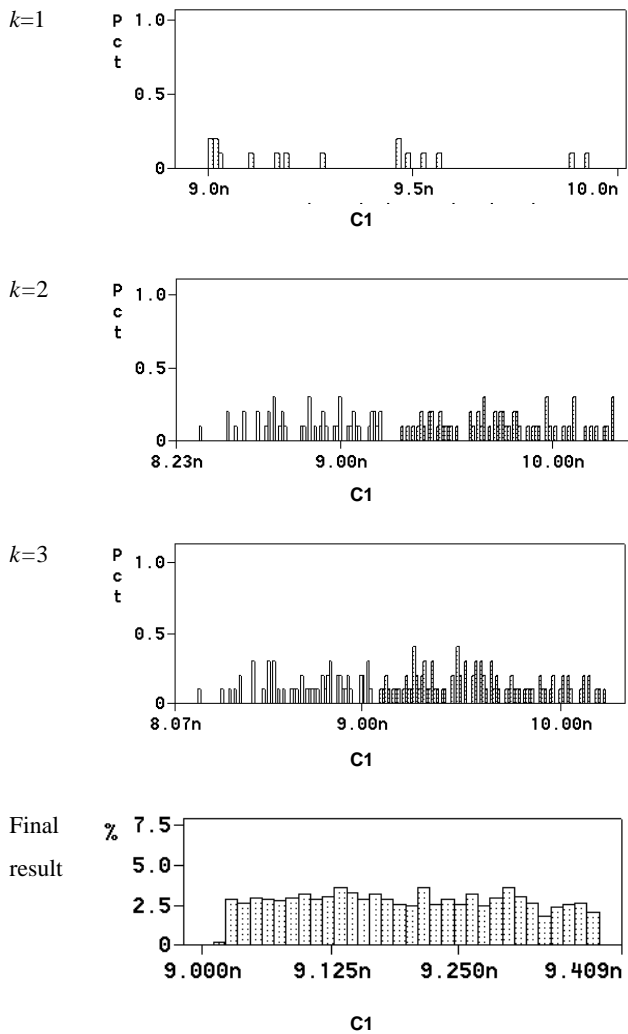 k=1
P
c
t
1.0
0.5
0
9.0n 9.5n 10.0n
C1
k=2
P
c
t
1.0
0.5
0
8.23n 9.00n 10.00n
C1
k=3
P
c
t
1.0
0.5
0
8.07n 9.00n 10.00n
C1
Final
result
%
7.5
5.0
2.5
0
9.000n 9.125n 9.250n 9.409n
C1